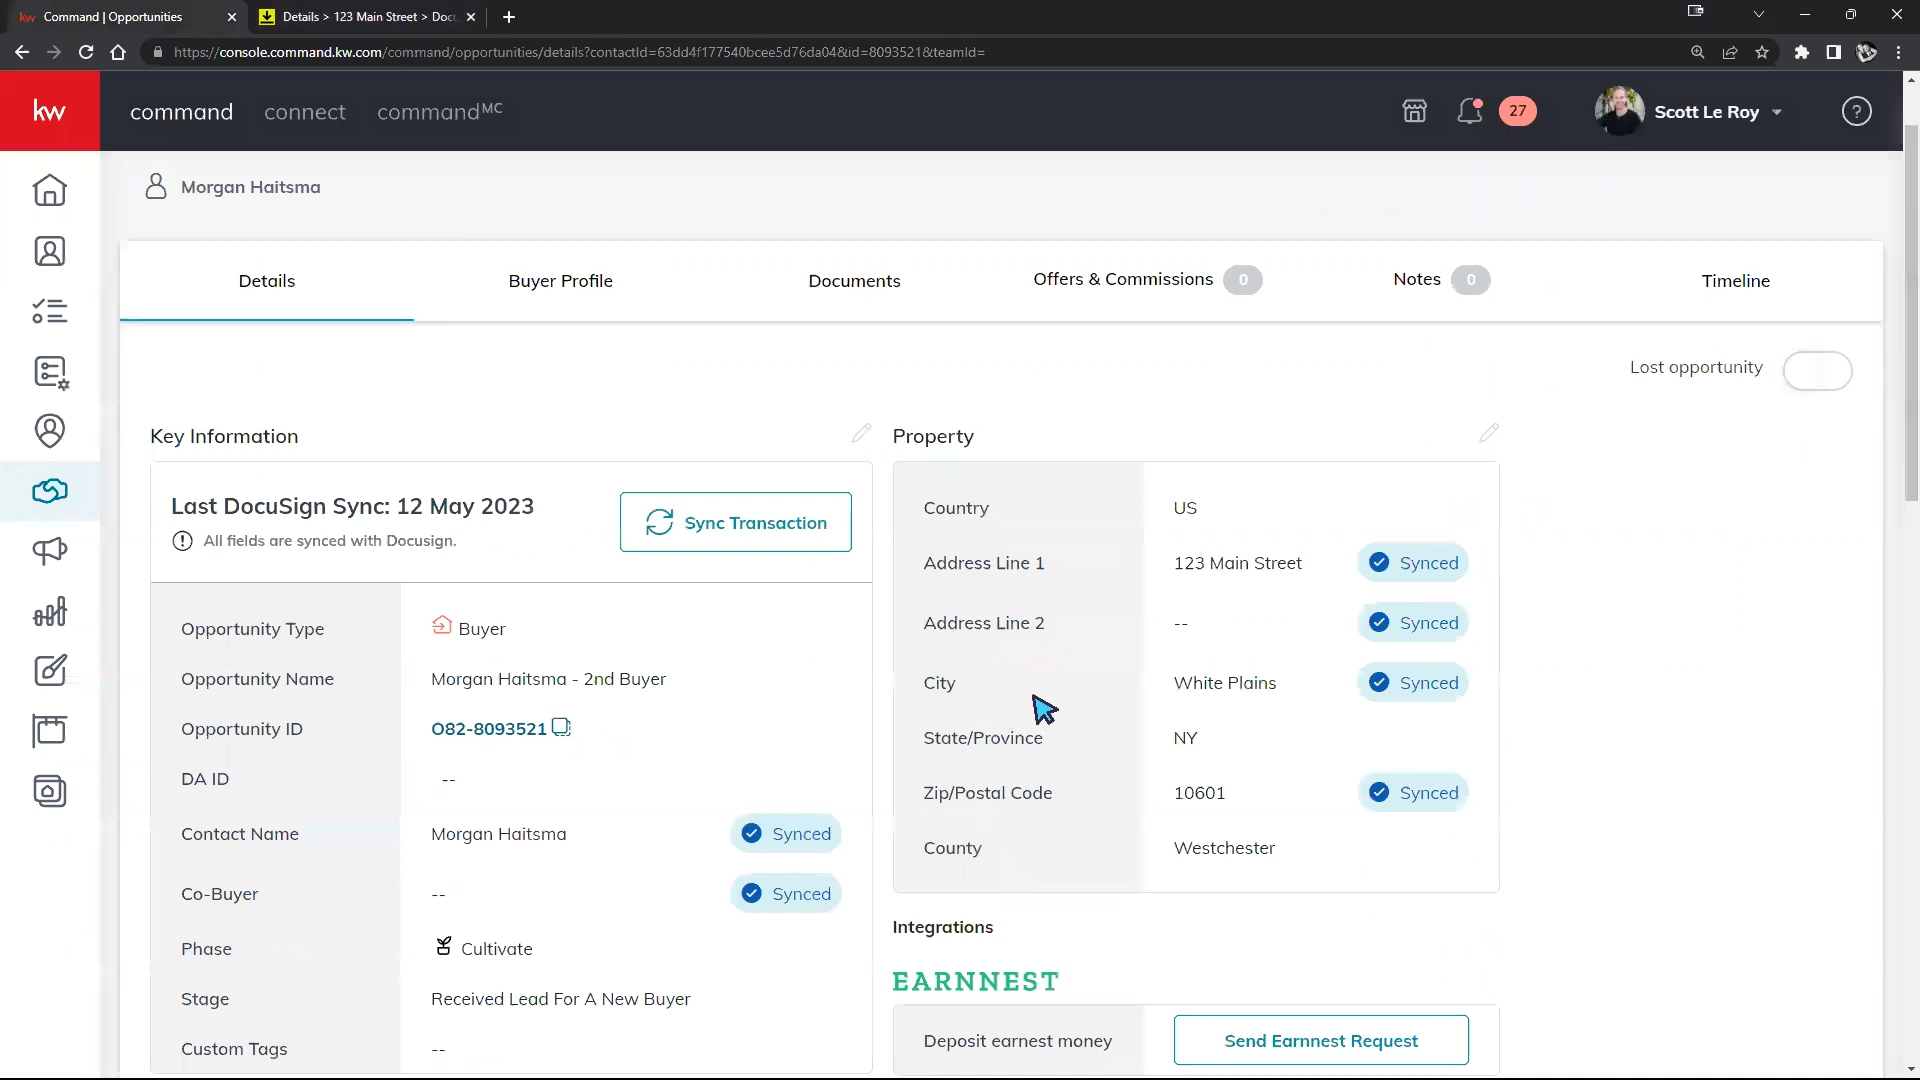 kw Command | Opportunities
Details > 123 Main Street > Doc
https://console.command.kw.com/command/opportunities/details?contactId=63dd4f177540bcee5d76da04&id=8093521&teamId=
kw
command connect commandMC
27
Scott Le Roy
Morgan Haitsma
Details Buyer Profile Documents Offers & Commissions 0 Notes 0 Timeline
Lost opportunity
Key Information
Last DocuSign Sync: 12 May 2023
All fields are synced with Docusign.
Sync Transaction
Opportunity Type Buyer
Opportunity Name Morgan Haitsma - 2nd Buyer
Opportunity ID O82-8093521
DA ID --
Contact Name Morgan Haitsma Synced
Co-Buyer -- Synced
Phase Cultivate
Stage Received Lead For A New Buyer
Custom Tags --
Property
Country US
Address Line 1 123 Main Street Synced
Address Line 2 -- Synced
City White Plains Synced
State/Province NY
Zip/Postal Code 10601 Synced
County Westchester
Integrations
EARNNEST
Deposit earnest money Send Earnnest Request